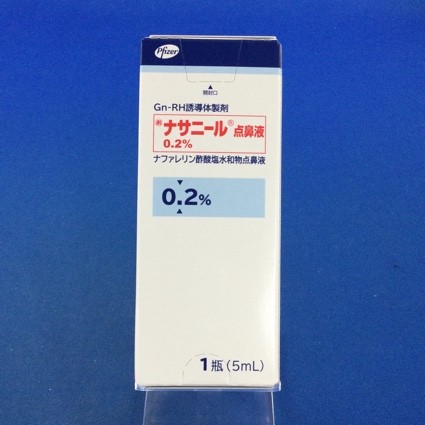 Pfizer
開封口
Gn-RH誘導体製剤
ナサニール®点鼻液
0.2%
ナファレリン酢酸塩水和物点鼻液
0.2%
1瓶(5mL)